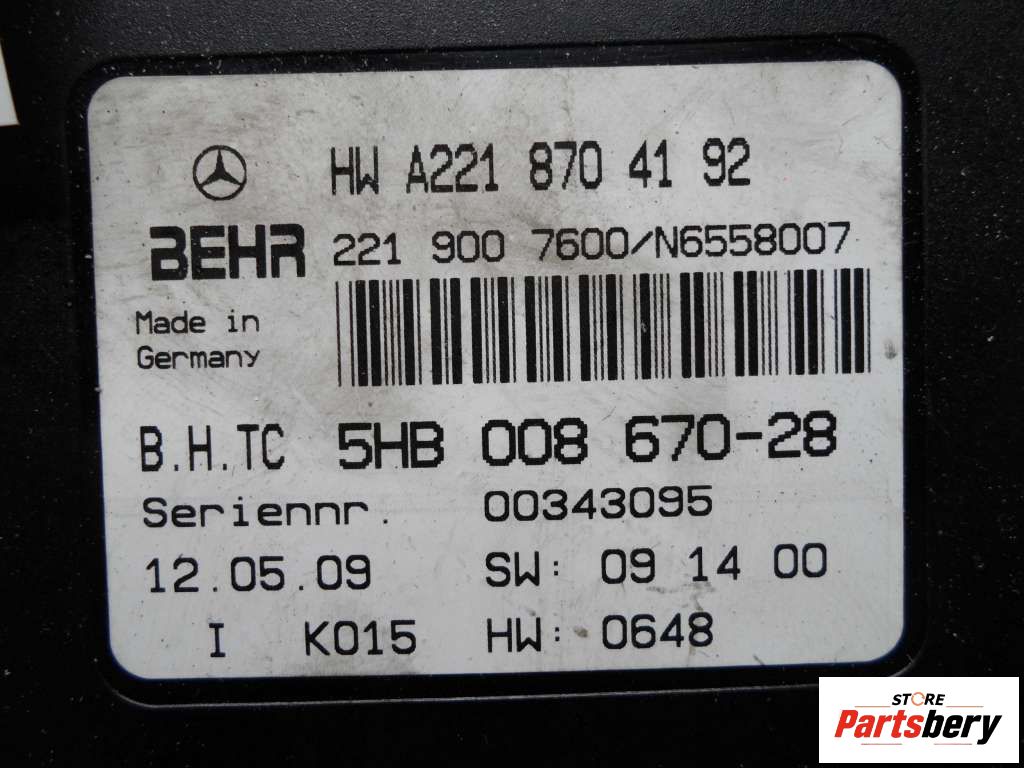 HW A221 870 41 92
BEHR 221 900 7600/N6558007
Made in
Germany
B.H.TC 5HB 008 670-28
Seriennr. 00343095
12.05.09 SW: 09 14 00
I K015 HW: 0648
STORE
Partsbery